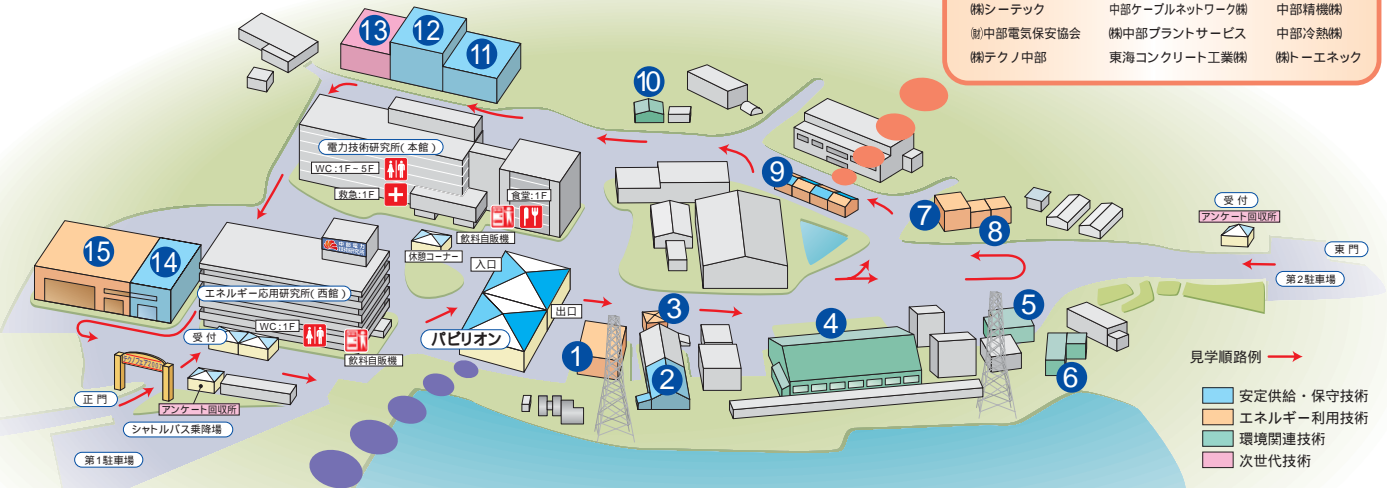 ㈱シーテック 中部ケーブルネットワーク㈱ 中部精機㈱
㈶中部電気保安協会 ㈱中部プラントサービス 中部冷熱㈱
㈱テクノ中部 東海コンクリート工業㈱ ㈱トーエネック
13
12
11
10
電力技術研究所(本館)
WC:1F-5F
救急:1F
食堂:1F
飲料自販機
休憩コーナー
9
7
8
受付
アンケート回収所
東門
第2駐車場
15
14
中部電力
エネルギー応用研究所(西館)
WC:1F
飲料自販機
受付
入口
出口
パビリオン
1
3
2
4
5
6
正門
アンケート回収所
シャトルバス乗降場
第1駐車場
見学順路例
安定供給・保守技術
エネルギー利用技術
環境関連技術
次世代技術